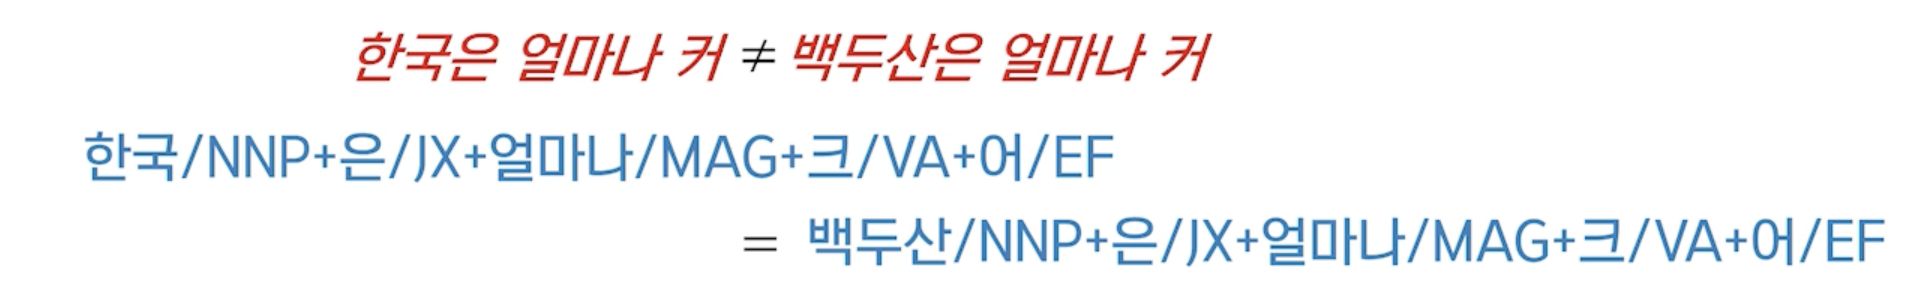 한국은 얼마나 커 ≠ 백두산은 얼마나 커
한국/NNP+은/JX+얼마나/MAG+크/VA+어/EF
= 백두산/NNP+은/JX+얼마나/MAG+크/VA+어/EF